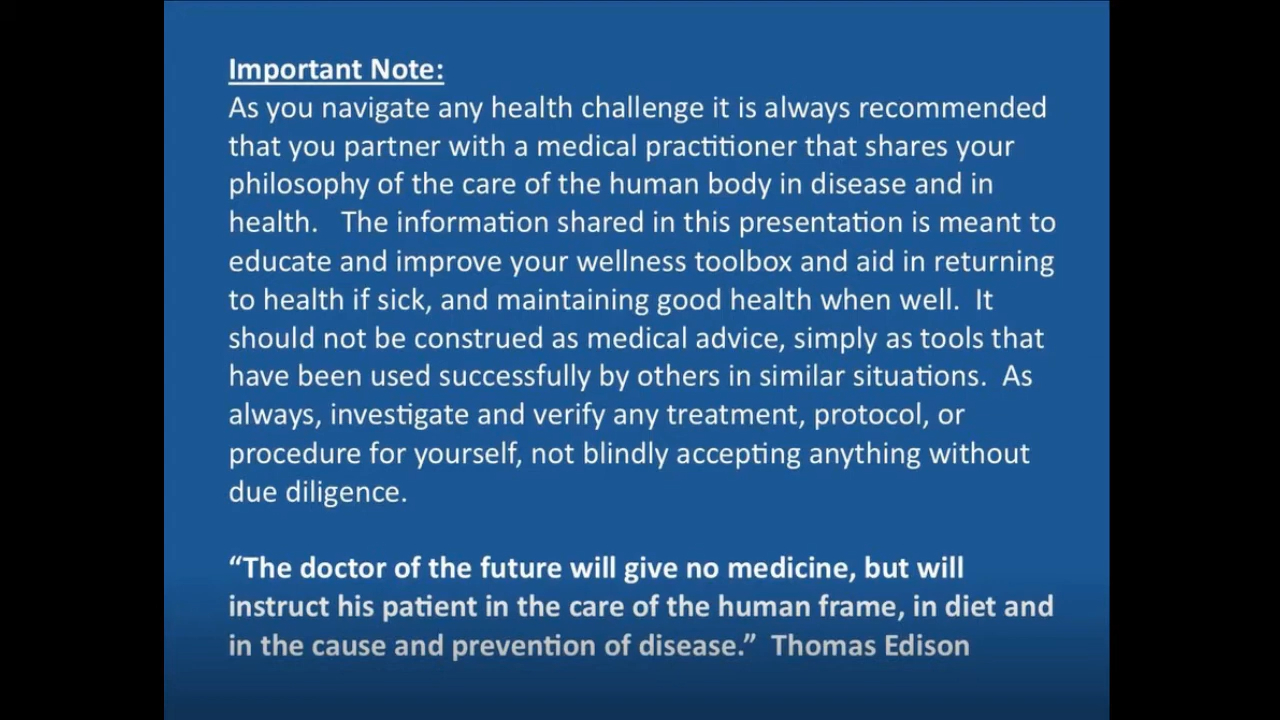 Important Note:
As you navigate any health challenge it is always recommended
that you partner with a medical practitioner that shares your
philosophy of the care of the human body in disease and in
health.   The information shared in this presentation is meant to
educate and improve your wellness toolbox and aid in returning
to health if sick, and maintaining good health when well.  It
should not be construed as medical advice, simply as tools that
have been used successfully by others in similar situations.  As
always, investigate and verify any treatment, protocol, or
procedure for yourself, not blindly accepting anything without
due diligence.
“The doctor of the future will give no medicine, but will
instruct his patient in the care of the human frame, in diet and
in the cause and prevention of disease.”  Thomas Edison